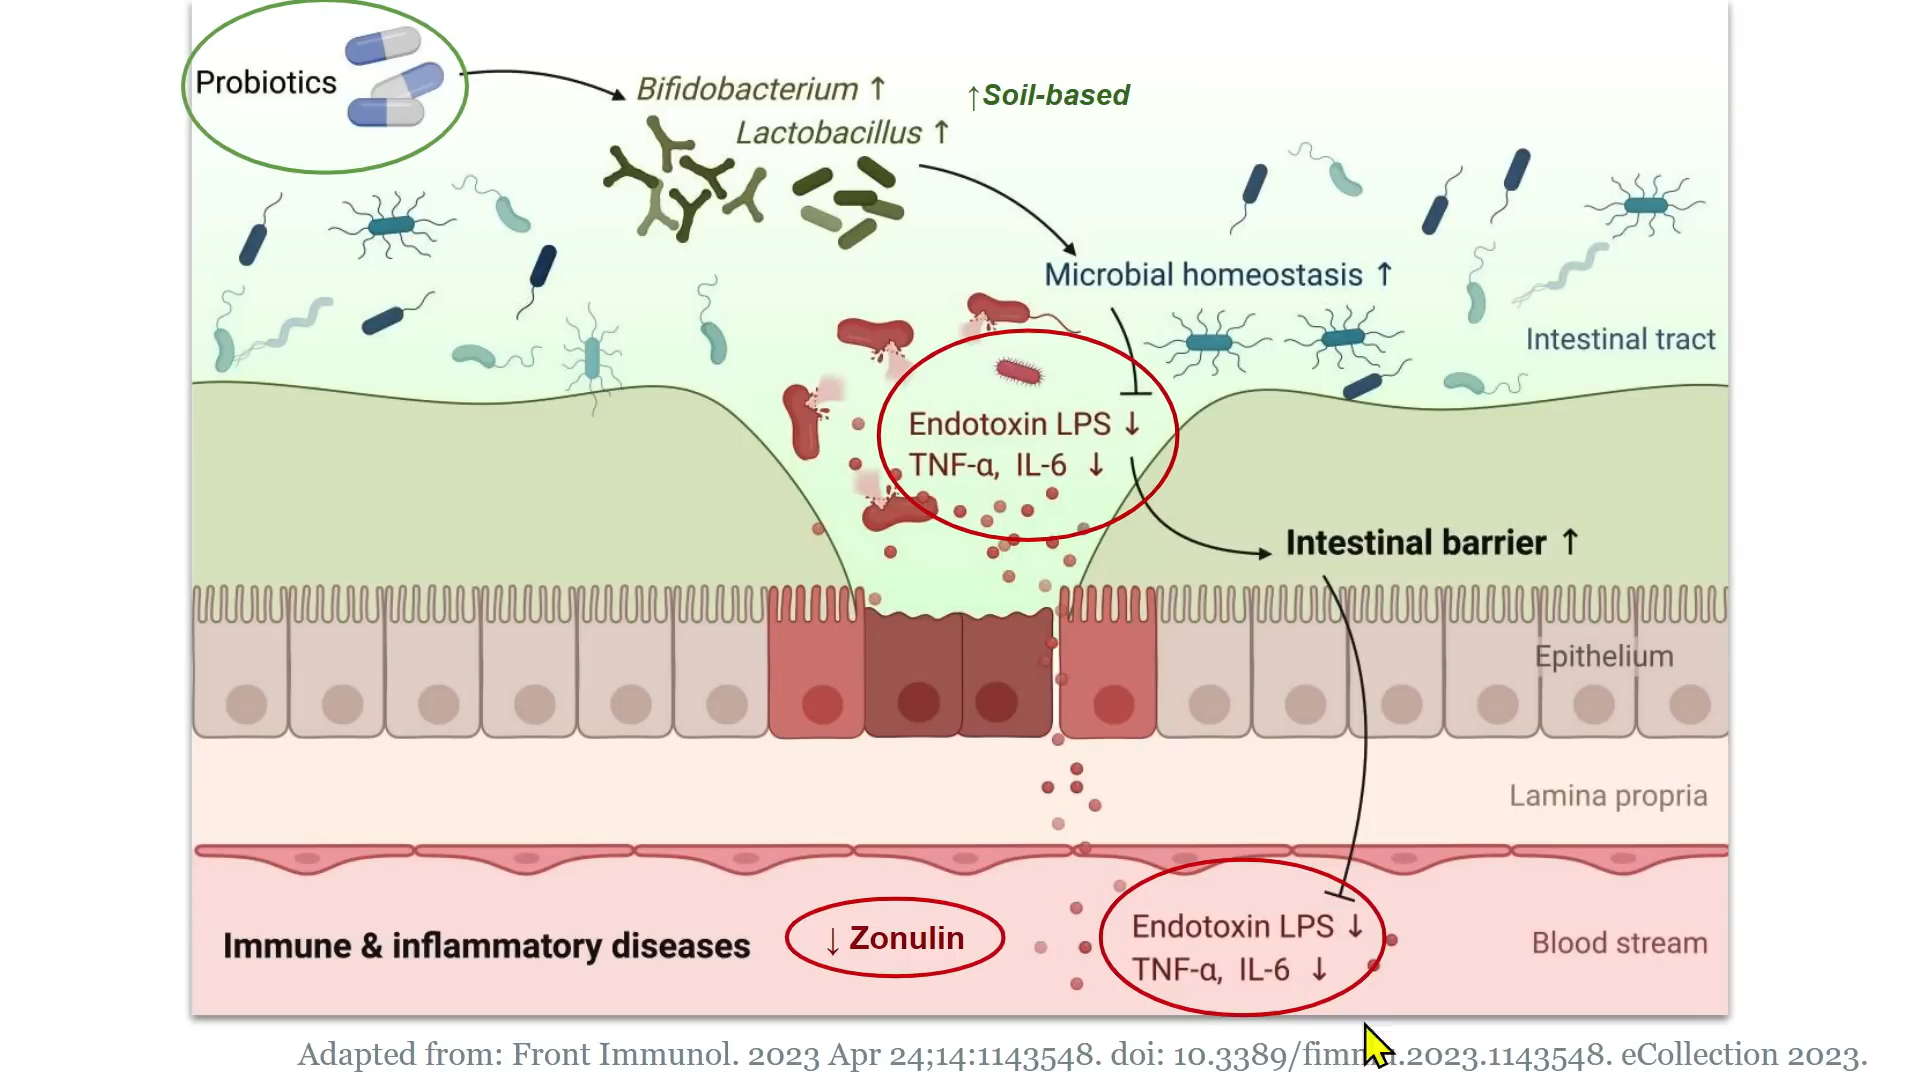 Probiotics
Bifidobacterium ↑
↑Soil-based
Lactobacillus ↑
Microbial homeostasis ↑
Intestinal tract
Endotoxin LPS ↓
TNF-α, IL-6 ↓
Intestinal barrier ↑
Epithelium
Lamina propria
Immune & inflammatory diseases
↓ Zonulin
Endotoxin LPS ↓
TNF-α, IL-6 ↓
Blood stream
Adapted from: Front Immunol. 2023 Apr 24;14:1143548. doi: 10.3389/fimmu.2023.1143548. eCollection 2023.